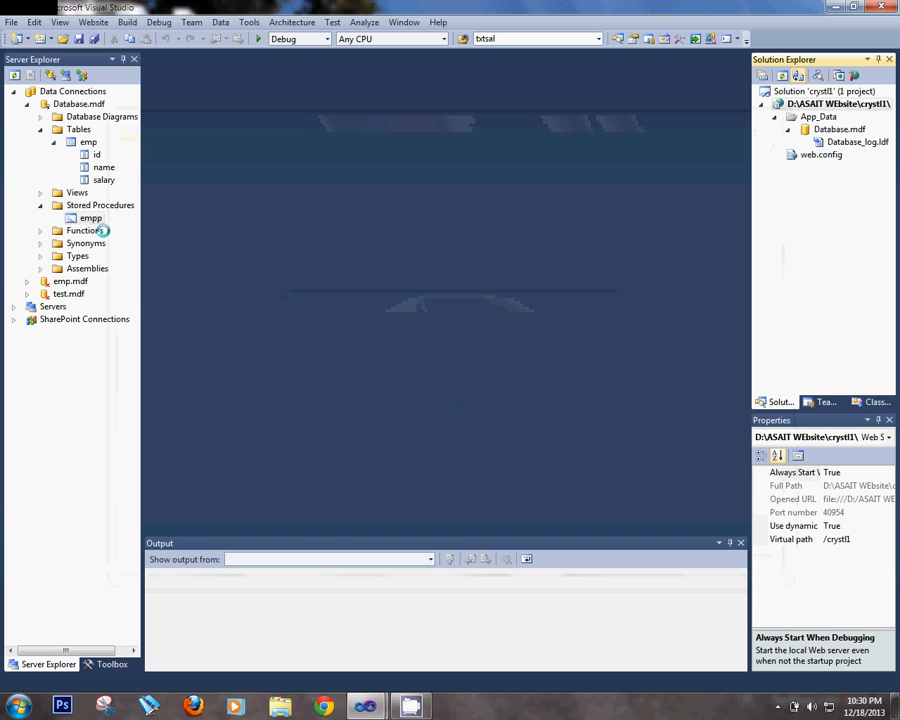 crosoft Visual Studio
File Edit View Website Build Debug Team Data Tools Architecture Test Analyze Window Help
Debug Any CPU txtsal
Server Explorer
Data Connections
Database.mdf
Database Diagrams
Tables
emp
id
name
salary
Views
Stored Procedures
empp
Functions
Synonyms
Types
Assemblies
emp.mdf
test.mdf
Servers
SharePoint Connections
Server Explorer Toolbox
Output
Show output from:
Solution Explorer
Solution 'crystl1' (1 project)
D:\ASAIT WEbsite\crystl1\
App_Data
Database.mdf
Database_log.ldf
web.config
Solut... Tea... Class...
Properties
D:\ASAIT WEbsite\crystl1\ Web S
Always Start \ True
Full Path D:\ASAIT WEbsite\c
Opened URL file:///D:/ASAIT WE
Port number 40954
Use dynamic True
Virtual path /crystl1
Always Start When Debugging
Start the local Web server even
when not the startup project
Ps
10:30 PM
12/18/2013